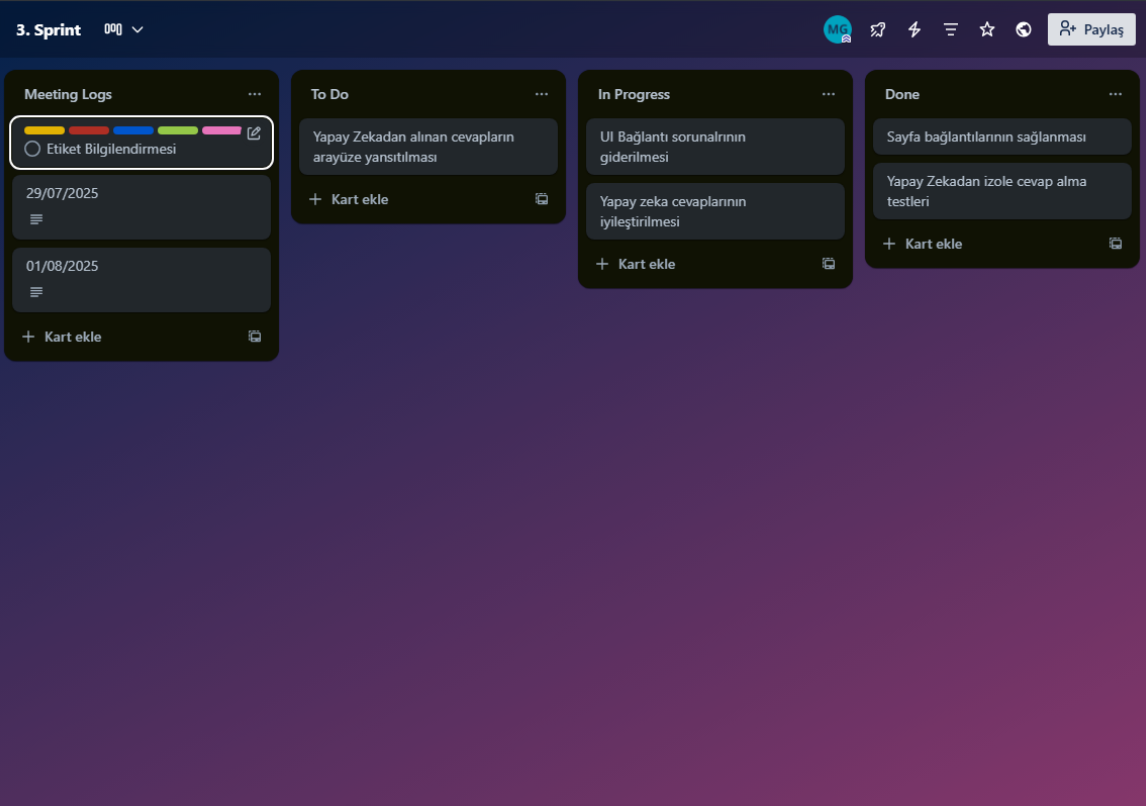 3. Sprint
MG
Paylaş
Meeting Logs
Etiket Bilgilendirmesi
29/07/2025
01/08/2025
Kart ekle
To Do
Yapay Zekadan alınan cevapların
arayüze yansıtılması
Kart ekle
In Progress
UI Bağlantı sorunalrının
giderilmesi
Yapay zeka cevaplarının
iyileştirilmesi
Kart ekle
Done
Sayfa bağlantılarının sağlanması
Yapay Zekadan izole cevap alma
testleri
Kart ekle